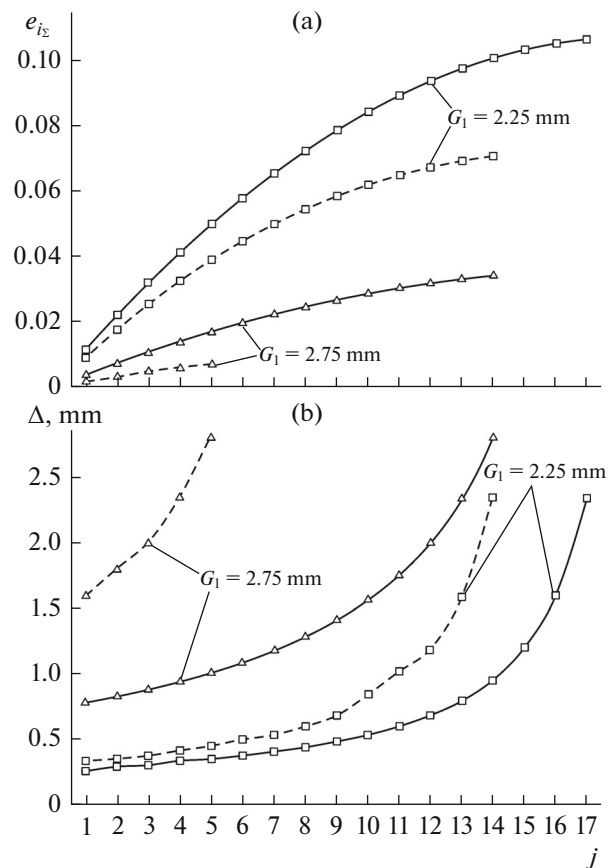 e_{i_Σ}
(a)
0.10
0.08
0.06
0.04
0.02
0
G₁ = 2.25 mm
G₁ = 2.75 mm
Δ, mm
(b)
2.5
2.0
1.5
1.0
0.5
0
G₁ = 2.25 mm
G₁ = 2.75 mm
1 2 3 4 5 6 7 8 9 10 11 12 13 14 15 16 17
j